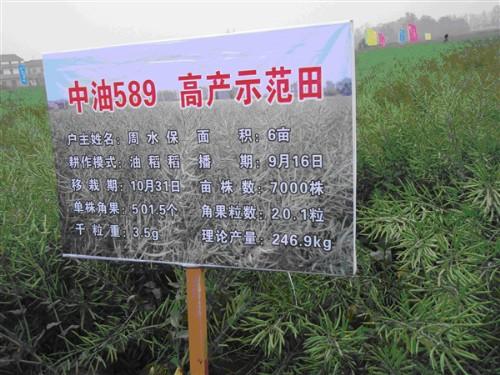 中油589 高产示范田
户主姓名：周水保 面积：6亩
耕作模式：油稻稻 播期：9月16日
移栽期：10月31日 亩株数：7000株
单株角果：501.5个 角果粒数：20.1粒
千粒重：3.5g 理论产量：246.9kg